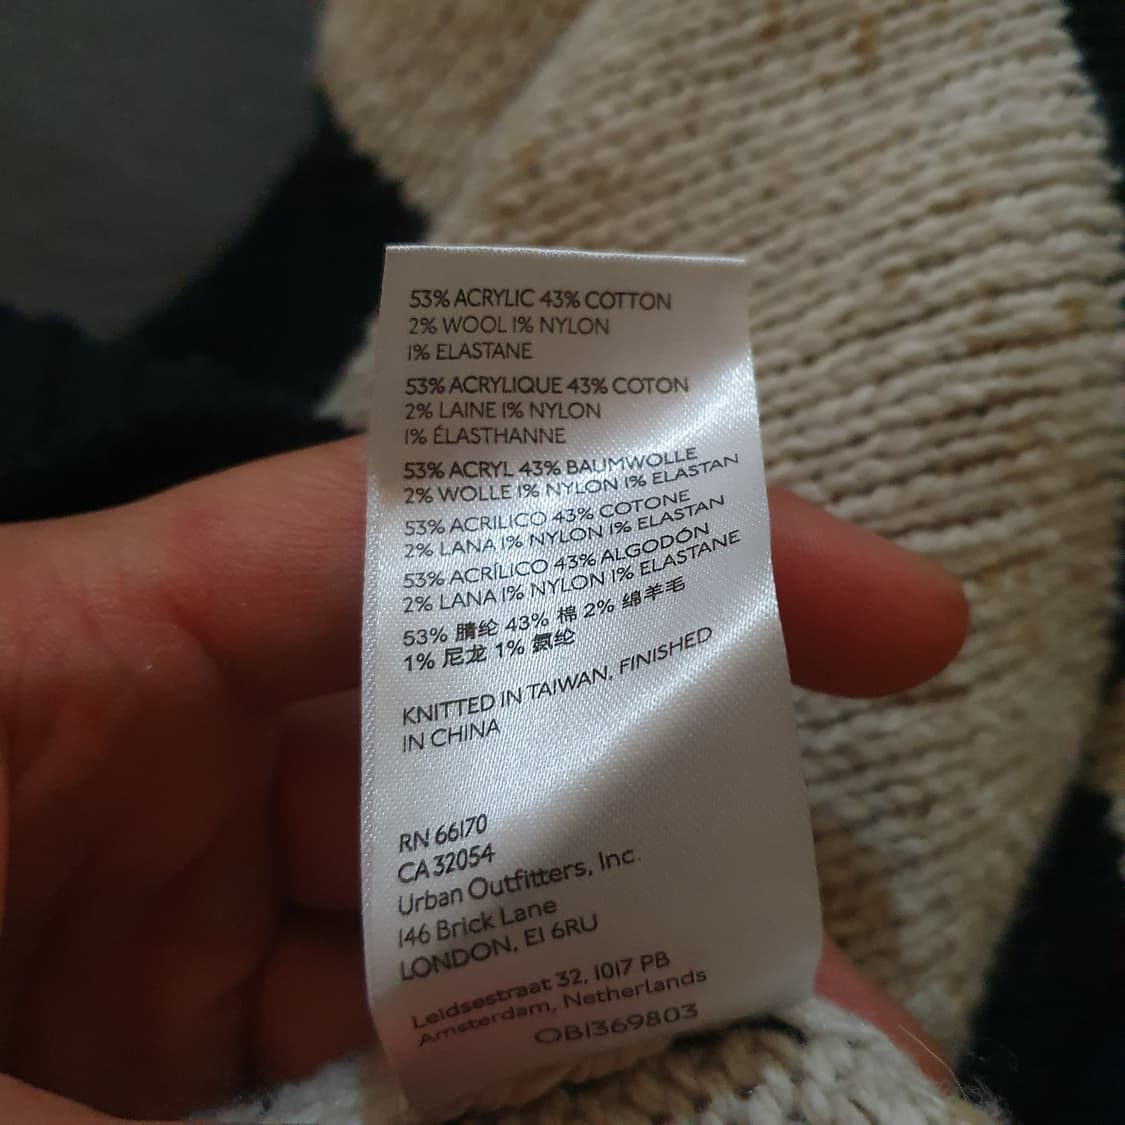 53% ACRYLIC 43% COTTON
2% WOOL 1% NYLON
1% ELASTANE
53% ACRYLIQUE 43% COTON
2% LAINE 1% NYLON
1% ÉLASTHANNE
53% ACRYL 43% BAUMWOLLE
2% WOLLE 1% NYLON 1% ELASTAN
53% ACRILICO 43% COTONE
2% LANA 1% NYLON 1% ELASTAN
53% ACRÍLICO 43% ALGODÓN
2% LANA 1% NYLON 1% ELASTANE
53% 腈纶 43% 棉 2% 绵羊毛
1% 尼龙 1% 氨纶
KNITTED IN TAIWAN, FINISHED
IN CHINA
RN 66170
CA 32054
Urban Outfitters, Inc.
146 Brick Lane
LONDON, E1 6RU
Leidsestraat 32, 1017 PB
Amsterdam, Netherlands
OB1369803